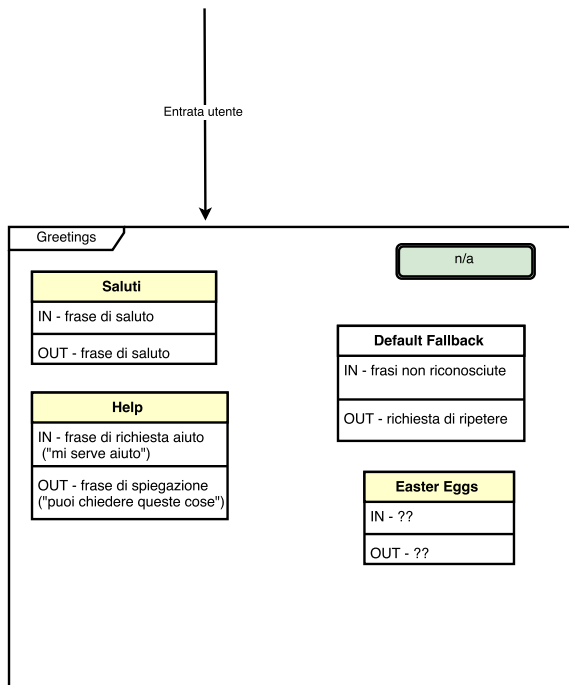 Entrata utente
Greetings
n/a
Saluti
IN - frase di saluto
OUT - frase di saluto
Default Fallback
IN - frasi non riconosciute
OUT - richiesta di ripetere
Help
IN - frase di richiesta aiuto
("mi serve aiuto")
OUT - frase di spiegazione
("puoi chiedere queste cose")
Easter Eggs
IN - ??
OUT - ??